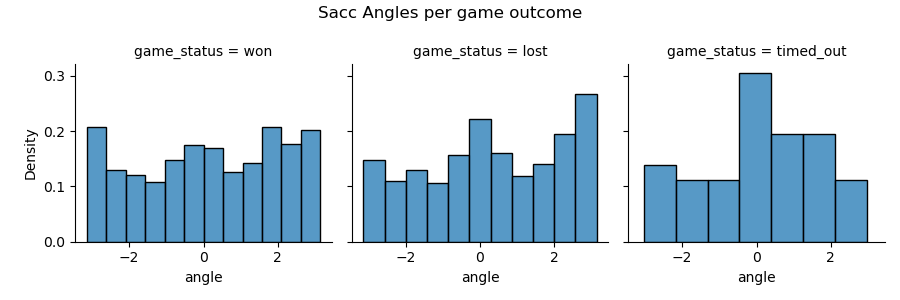 Sacc Angles per game outcome
game_status = won
game_status = lost
game_status = timed_out
Density
0.3
0.2
0.1
0.0
−2 0 2
−2 0 2
−2 0 2
angle
angle
angle